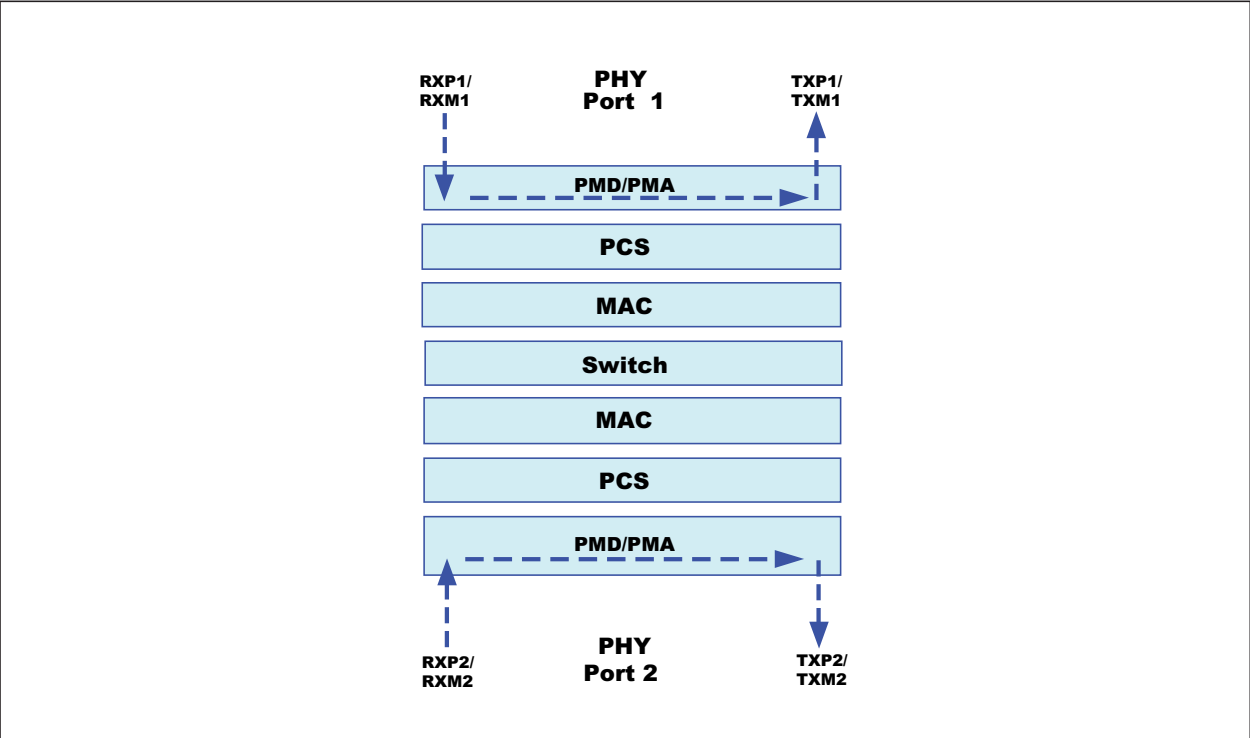 RXP1/
RXM1
PHY
Port 1
TXP1/
TXM1
PMD/PMA
PCS
MAC
Switch
MAC
PCS
PMD/PMA
RXP2/
RXM2
PHY
Port 2
TXP2/
TXM2